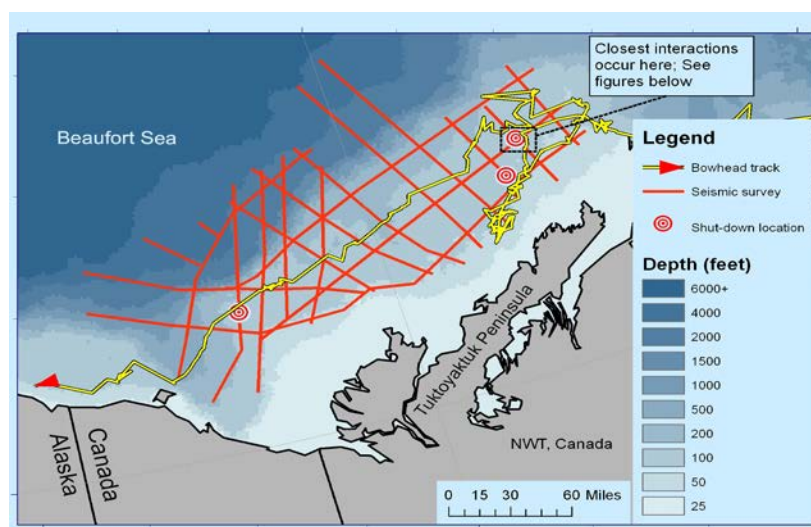 Closest interactions
occur here; See
figures below
Beaufort Sea
Legend
Bowhead track
Seismic survey
Shut-down location
Depth (feet)
6000+
4000
2000
1500
1000
500
200
100
50
25
Tuktoyaktuk Peninsula
NWT, Canada
Canada
Alaska
0 15 30 60 Miles